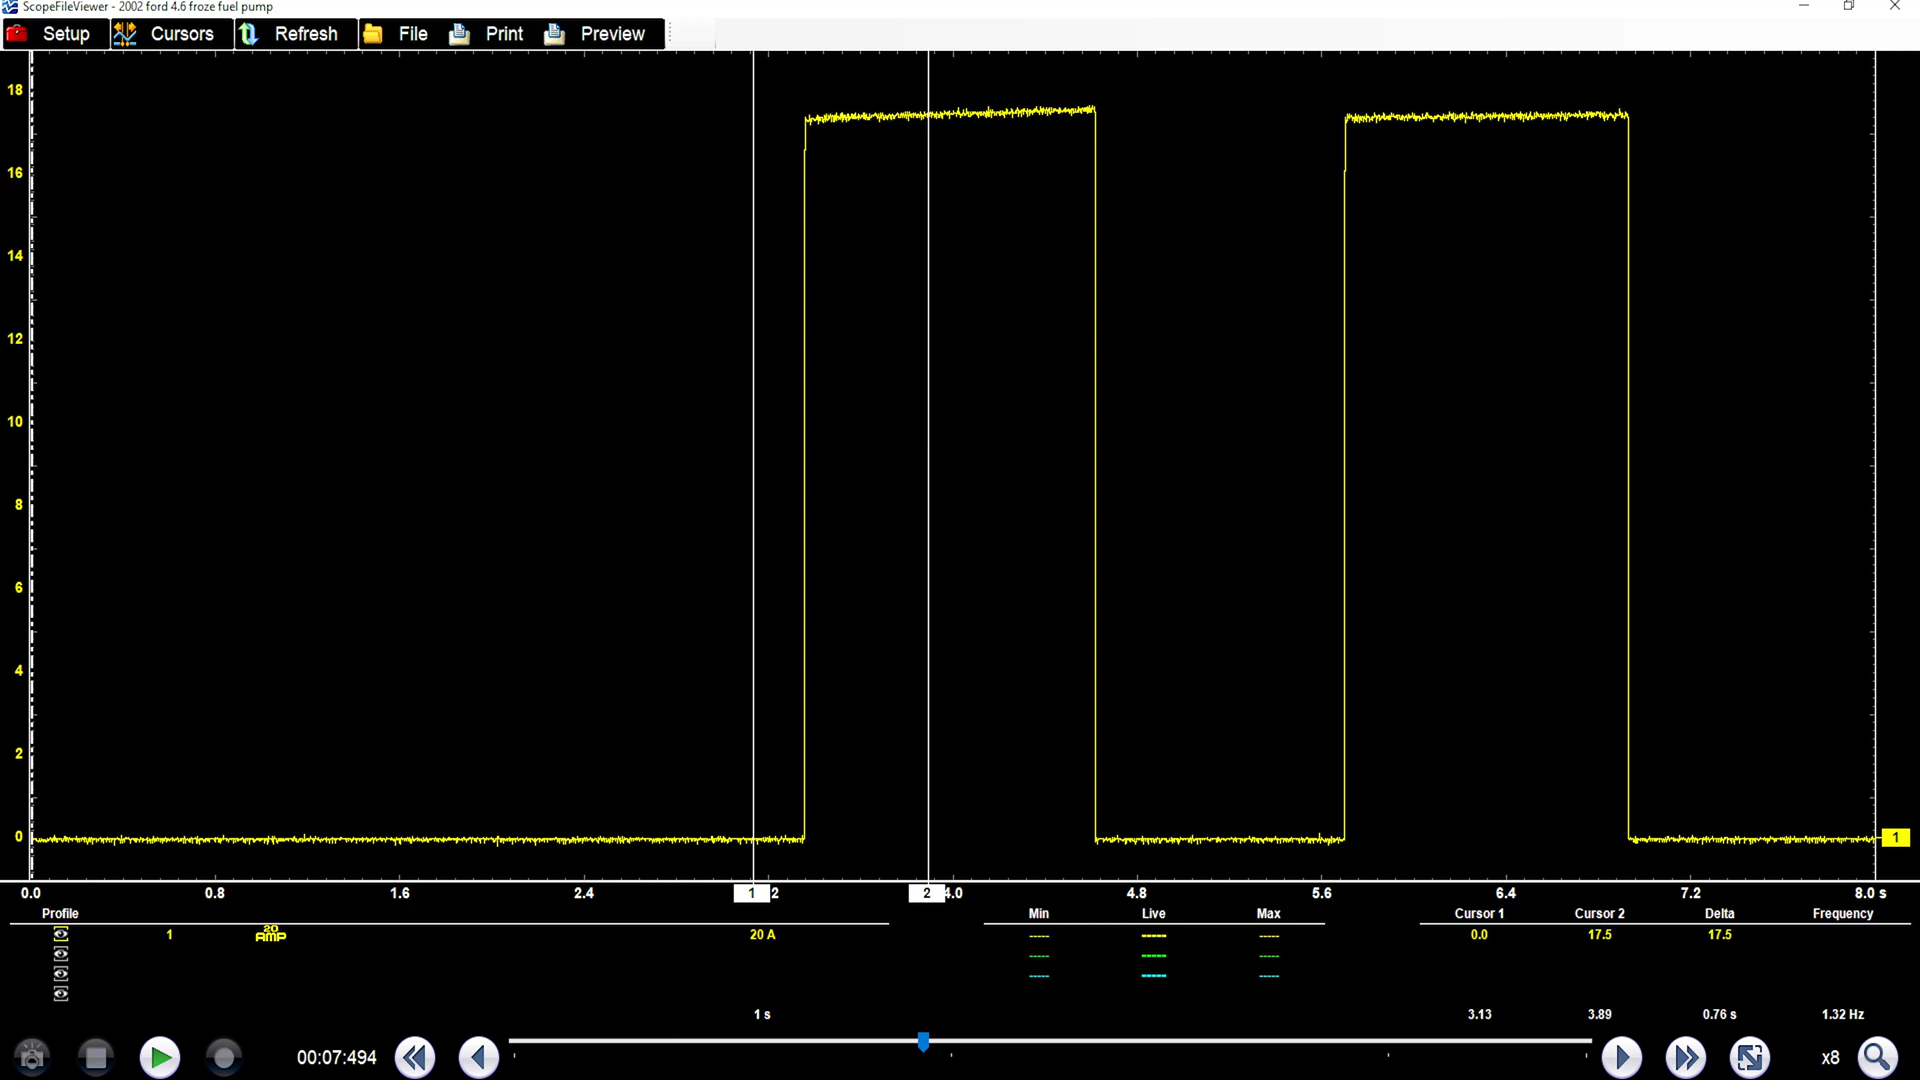 ScopeFileViewer - 2002 ford 4.6 froze fuel pump
Setup Cursors Refresh File Print Preview
18
16
14
12
10
8
6
4
2
0
1
0.0 0.8 1.6 2.4 1 2 2 4.0 4.8 5.6 6.4 7.2 8.0 s
Profile Min Live Max Cursor 1 Cursor 2 Delta Frequency
1 20 AMP 20 A ----- ----- ----- 0.0 17.5 17.5
----- ----- -----
----- ----- -----
1 s 3.13 3.89 0.76 s 1.32 Hz
00:07:494 x8